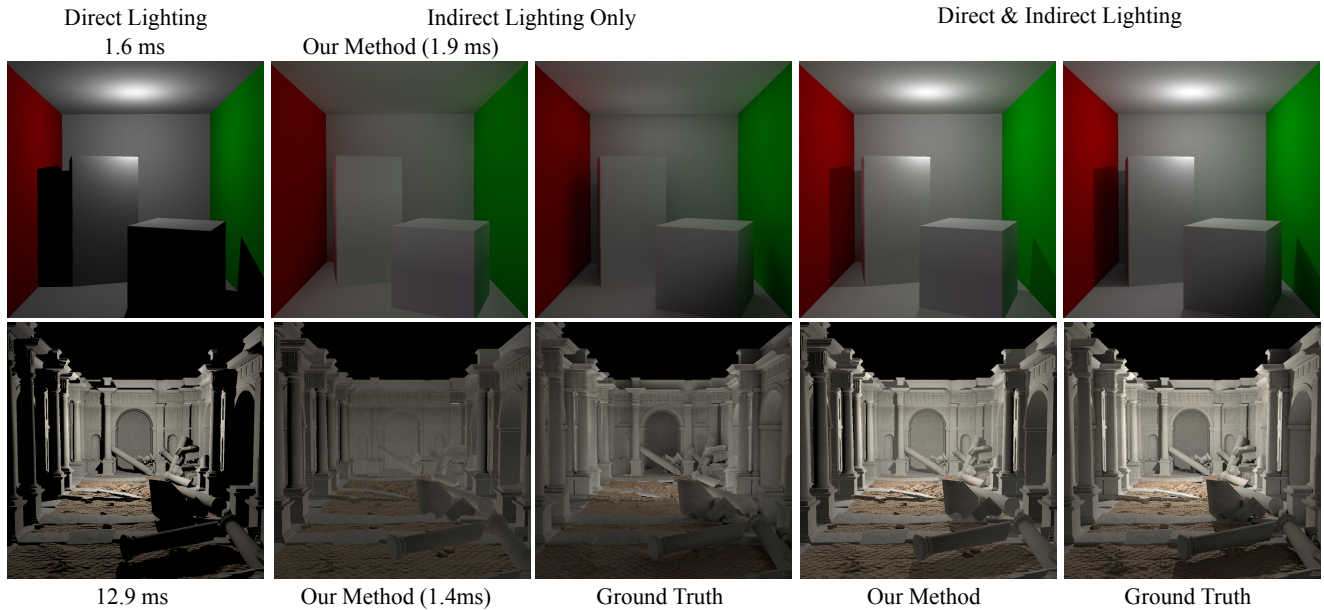 Direct Lighting
1.6 ms
Indirect Lighting Only
Our Method (1.9 ms)
Direct & Indirect Lighting
12.9 ms
Our Method (1.4ms)
Ground Truth
Our Method
Ground Truth